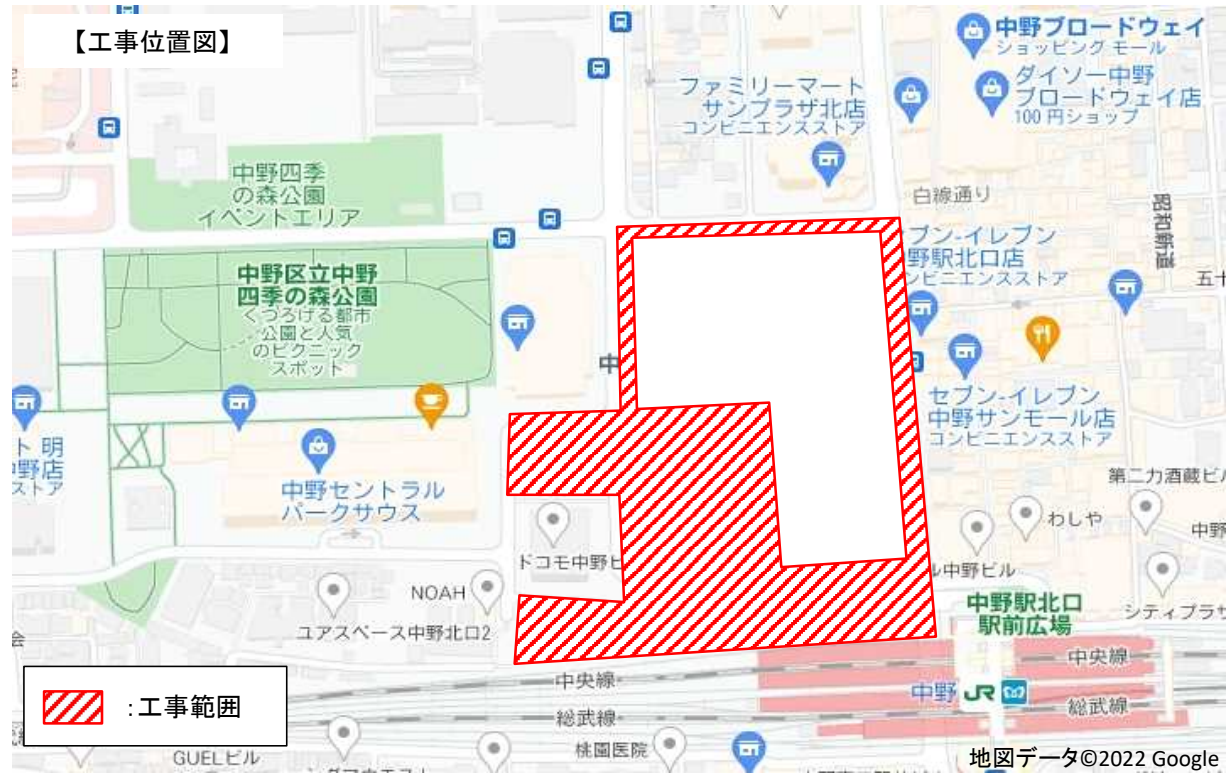 【工事位置図】
中野ブロードウェイ
ショッピング モール
ダイソー中野
ブロードウェイ店
100 円ショップ
ファミリーマート
サンプラザ北店
コンビニエンスストア
中野四季
の森公園
イベントエリア
白線通り
昭和新道
ブン-イレブン
野駅北口店
ンビニエンスストア
五十
中野区立中野
四季の森公園
くつろげる都市
公園と人気
のピクニック
スポット
中
セブン-イレブン
中野サンモール店
コンビニエンスストア
ト 明
中野店
ストア
中野セントラル
パークサウス
第二力酒蔵ビル
わしや
中野
ドコモ中野ビ
ル中野ビル
NOAH
ユアスペース中野北口2
中野駅北口
駅前広場
シティプラザ
会
中央線
中央線
中野 JR
総武線
総武線
:工事範囲
GUELビル
桃園医院
地図データ©2022 Google